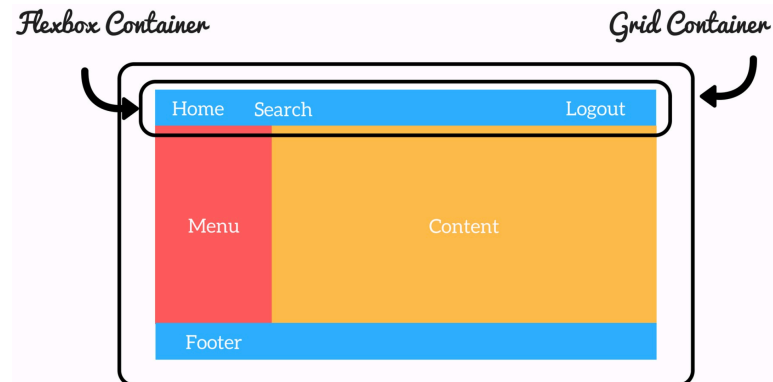 Flexbox Container
Grid Container
Home Search Logout
Menu
Content
Footer